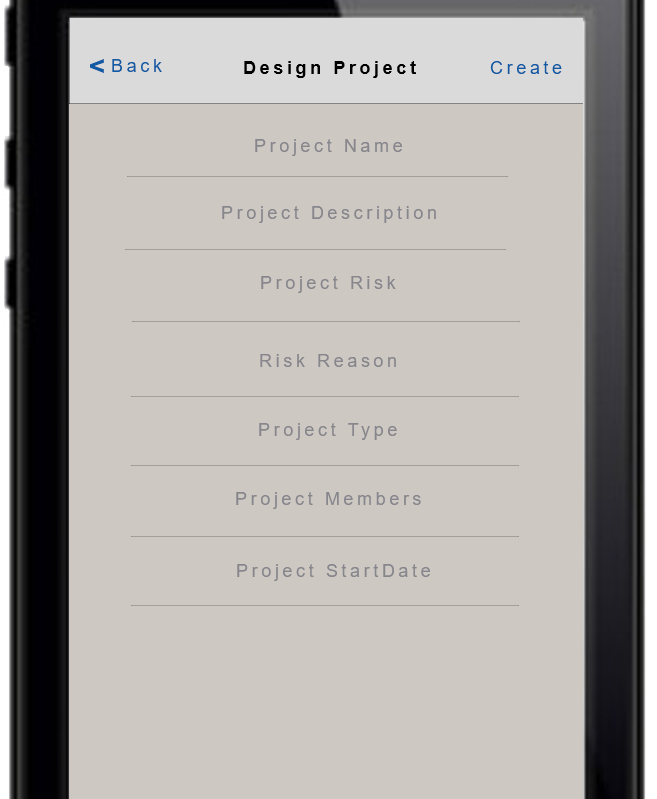 < Back Design Project Create
Project Name
Project Description
Project Risk
Risk Reason
Project Type
Project Members
Project StartDate